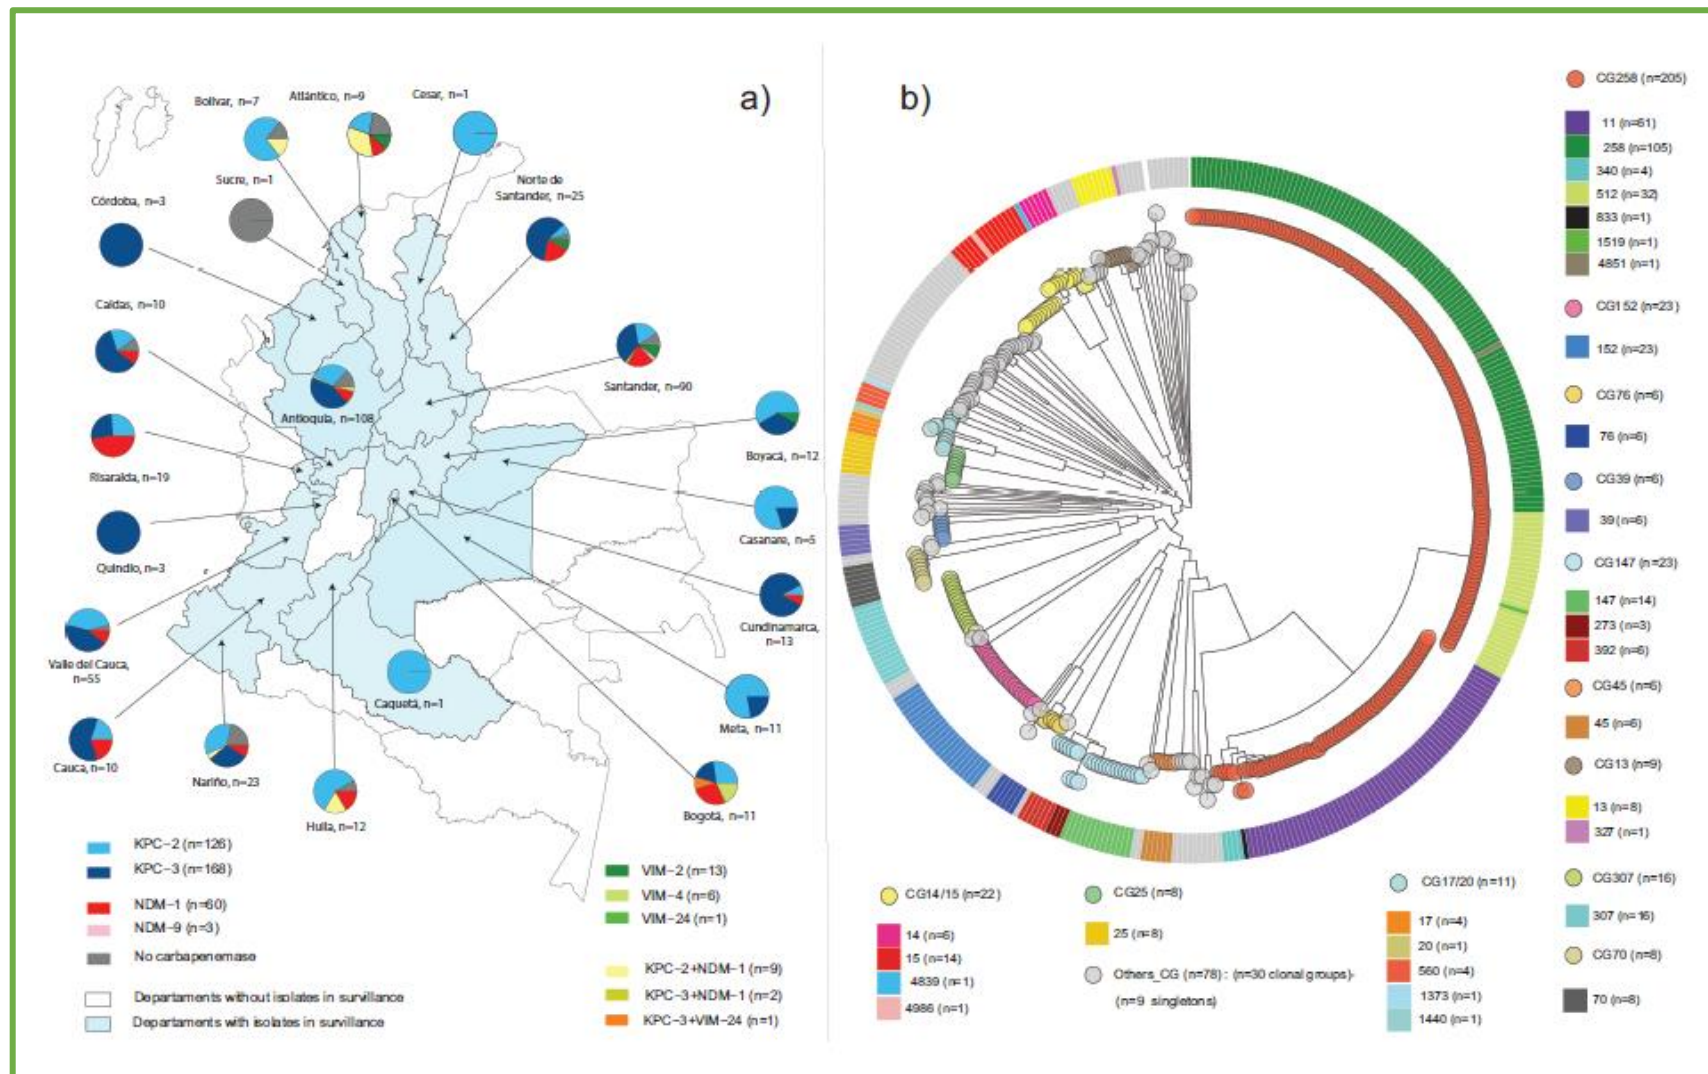 a)
Bolívar, n=7
Atlántico, n=9
Cesar, n=1
Sucre, n=1
Norte de
Santander, n=25
Córdoba, n=3
Caldas, n=10
Santander, n=90
Antioquia, n=108
Boyacá, n=12
Risaralda, n=19
Casanare, n=5
Quindío, n=3
Cundinamarca,
n=13
Valle del Cauca,
n=55
Caquetá, n=1
Meta, n=11
Cauca, n=10
Nariño, n=23
Huila, n=12
Bogotá, n=11
KPC-2 (n=126)
KPC-3 (n=168)
NDM-1 (n=60)
NDM-9 (n=3)
No carbapenemase
Departaments without isolates in survillance
Departaments with isolates in survillance
VIM-2 (n=13)
VIM-4 (n=6)
VIM-24 (n=1)
KPC-2+NDM-1 (n=9)
KPC-3+NDM-1 (n=2)
KPC-3+VIM-24 (n=1)
b)
CG258 (n=205)
11 (n=61)
258 (n=105)
340 (n=4)
512 (n=32)
833 (n=1)
1519 (n=1)
4851 (n=1)
CG152 (n=23)
152 (n=23)
CG76 (n=6)
76 (n=6)
CG39 (n=6)
39 (n=6)
CG147 (n=23)
147 (n=14)
273 (n=3)
392 (n=6)
CG45 (n=6)
45 (n=6)
CG13 (n=9)
13 (n=8)
327 (n=1)
CG307 (n=16)
307 (n=16)
CG70 (n=8)
70 (n=8)
CG14/15 (n=22)
14 (n=6)
15 (n=14)
4839 (n=1)
4986 (n=1)
CG25 (n=8)
25 (n=8)
Others_CG (n=78): (n=30 clonal groups)-
(n=9 singletons)
CG17/20 (n=11)
17 (n=4)
20 (n=1)
560 (n=4)
1373 (n=1)
1440 (n=1)